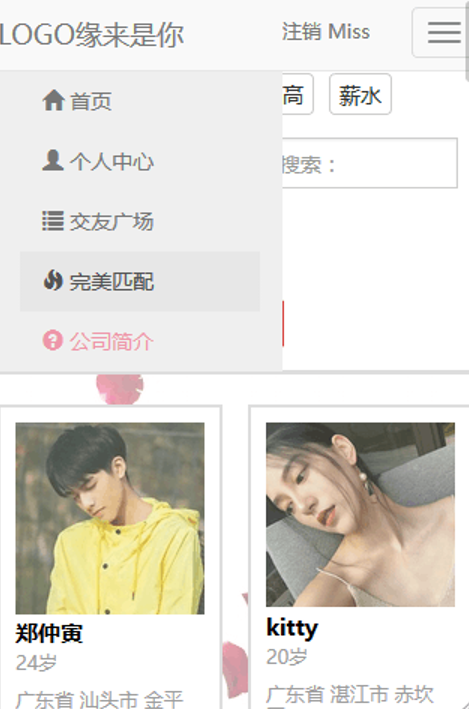 LOGO缘来是你 注销 Miss
首页
高 薪水
个人中心
搜索：
交友广场
完美匹配
公司简介
郑仲寅
24岁
广东省 汕头市 金平
kitty
20岁
广东省 湛江市 赤坎